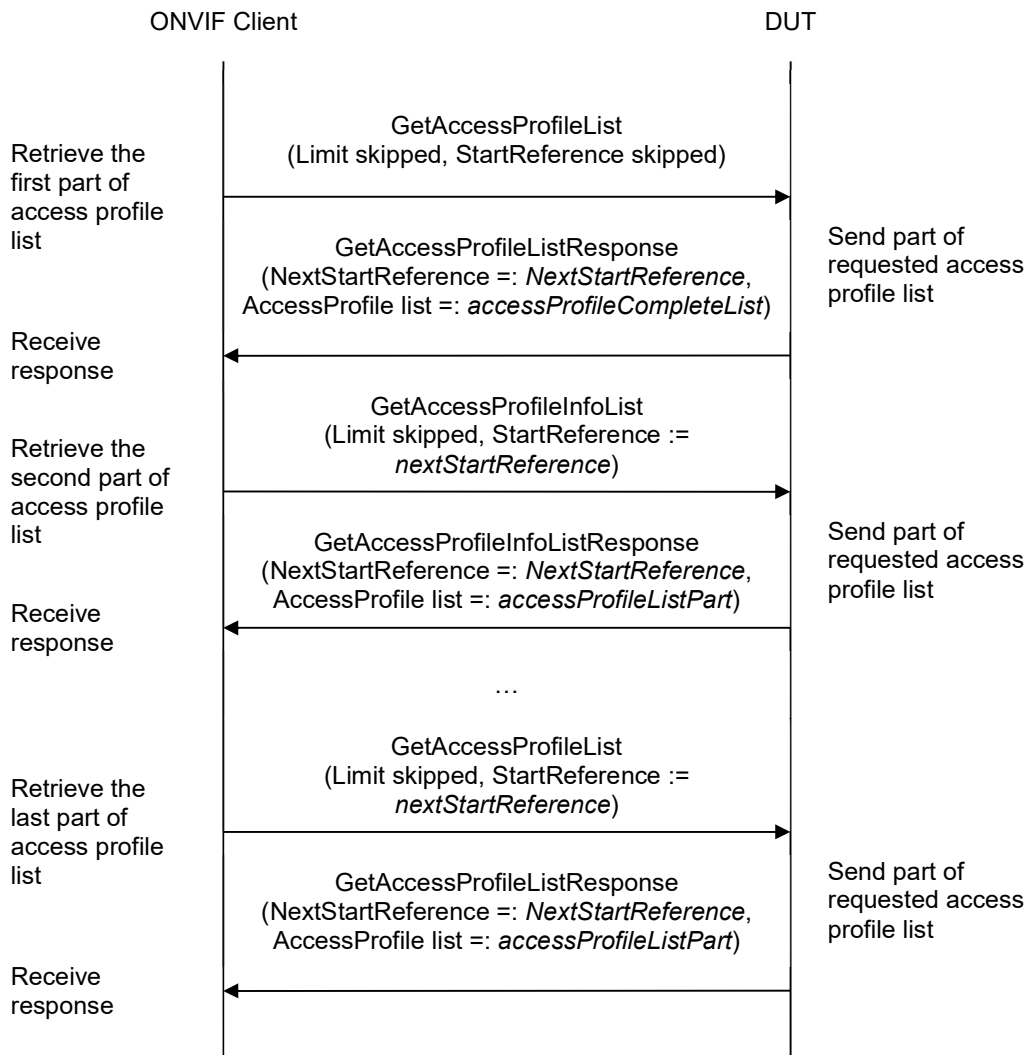 ONVIF Client
DUT
GetAccessProfileList
(Limit skipped, StartReference skipped)
Retrieve the
first part of
access profile
list
GetAccessProfileListResponse
(NextStartReference =: NextStartReference,
AccessProfile list =: accessProfileCompleteList)
Send part of
requested access
profile list
Receive
response
GetAccessProfileInfoList
(Limit skipped, StartReference :=
nextStartReference)
Retrieve the
second part of
access profile
list
GetAccessProfileInfoListResponse
(NextStartReference =: NextStartReference,
AccessProfile list =: accessProfileListPart)
Send part of
requested access
profile list
Receive
response
…
GetAccessProfileList
(Limit skipped, StartReference :=
nextStartReference)
Retrieve the
last part of
access profile
list
GetAccessProfileListResponse
(NextStartReference =: NextStartReference,
AccessProfile list =: accessProfileListPart)
Send part of
requested access
profile list
Receive
response